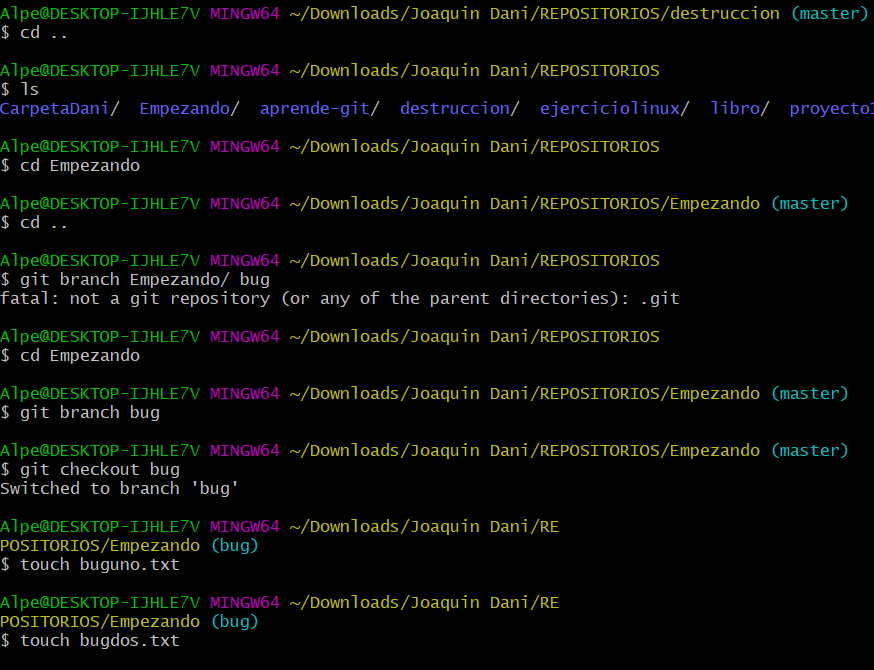 Alpe@DESKTOP-IJHLE7V MINGW64 ~/Downloads/Joaquin Dani/REPOSITORIOS/destruccion (master)
$ cd ..
Alpe@DESKTOP-IJHLE7V MINGW64 ~/Downloads/Joaquin Dani/REPOSITORIOS
$ ls
CarpetaDani/  Empezando/  aprende-git/  destruccion/  ejerciciolinux/  libro/  proyecto1
Alpe@DESKTOP-IJHLE7V MINGW64 ~/Downloads/Joaquin Dani/REPOSITORIOS
$ cd Empezando
Alpe@DESKTOP-IJHLE7V MINGW64 ~/Downloads/Joaquin Dani/REPOSITORIOS/Empezando (master)
$ cd ..
Alpe@DESKTOP-IJHLE7V MINGW64 ~/Downloads/Joaquin Dani/REPOSITORIOS
$ git branch Empezando/ bug
fatal: not a git repository (or any of the parent directories): .git
Alpe@DESKTOP-IJHLE7V MINGW64 ~/Downloads/Joaquin Dani/REPOSITORIOS
$ cd Empezando
Alpe@DESKTOP-IJHLE7V MINGW64 ~/Downloads/Joaquin Dani/REPOSITORIOS/Empezando (master)
$ git branch bug
Alpe@DESKTOP-IJHLE7V MINGW64 ~/Downloads/Joaquin Dani/REPOSITORIOS/Empezando (master)
$ git checkout bug
Switched to branch 'bug'
Alpe@DESKTOP-IJHLE7V MINGW64 ~/Downloads/Joaquin Dani/RE
POSITORIOS/Empezando (bug)
$ touch buguno.txt
Alpe@DESKTOP-IJHLE7V MINGW64 ~/Downloads/Joaquin Dani/RE
POSITORIOS/Empezando (bug)
$ touch bugdos.txt